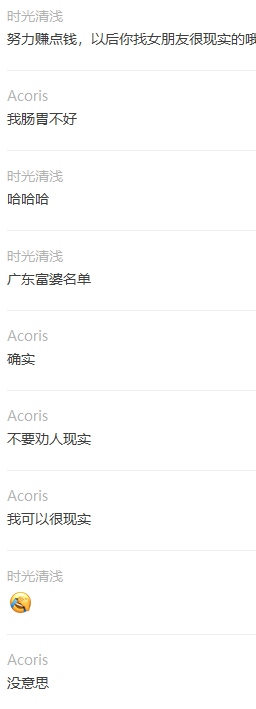 时光清浅
努力赚点钱，以后你找女朋友很现实的哦
Acoris
我肠胃不好
时光清浅
哈哈哈
时光清浅
广东富婆名单
Acoris
确实
Acoris
不要劝人现实
Acoris
我可以很现实
时光清浅
Acoris
没意思